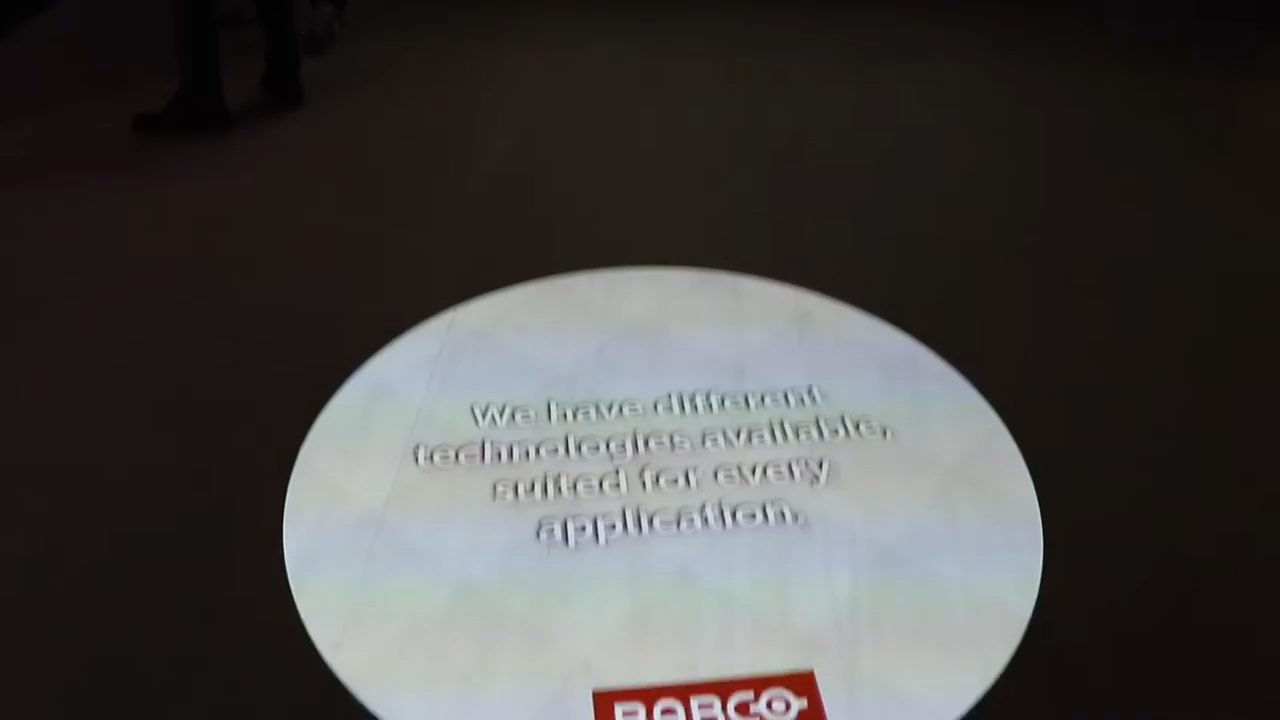 We have different
technologies available,
suited for every
application.
BARCO